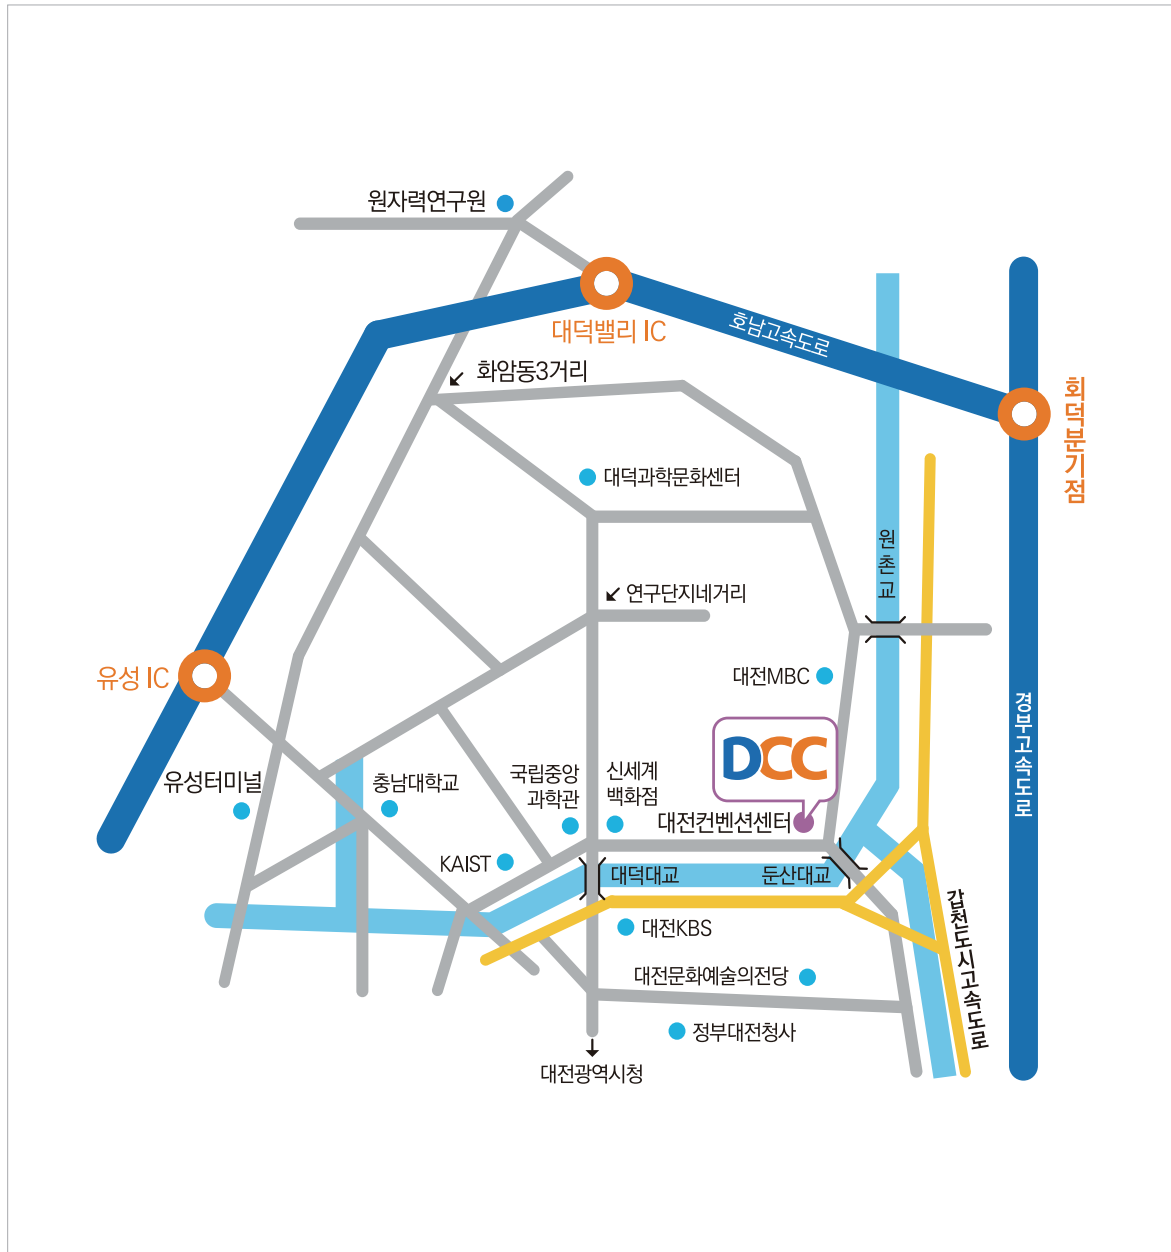 원자력연구원
대덕밸리 IC
호남고속도로
화암동3거리
회덕분기점
대덕과학문화센터
원촌교
연구단지네거리
유성 IC
대전MBC
경부고속도로
DCC
유성터미널
충남대학교
국립중앙
과학관
신세계
백화점
대전컨벤션센터
KAIST
대덕대교
둔산대교
갑천도시고속도로
대전KBS
대전문화예술의전당
정부대전청사
대전광역시청